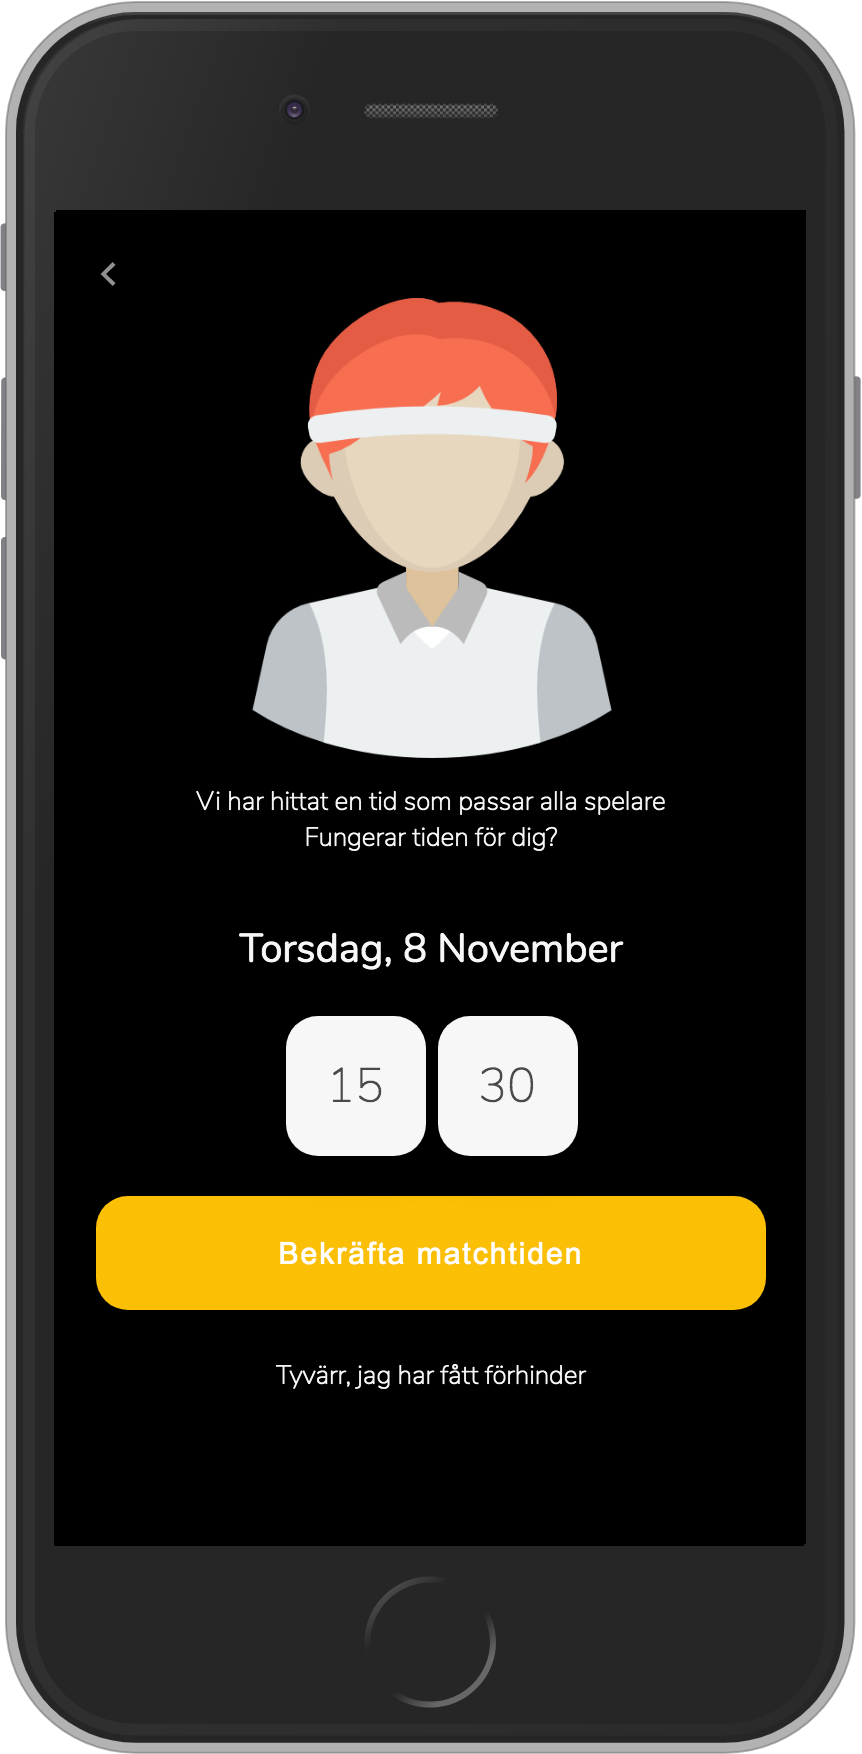 Vi har hittat en tid som passar alla spelare
Fungerar tiden för dig?
Torsdag, 8 November
15 30
Bekräfta matchtiden
Tyvärr, jag har fått förhinder